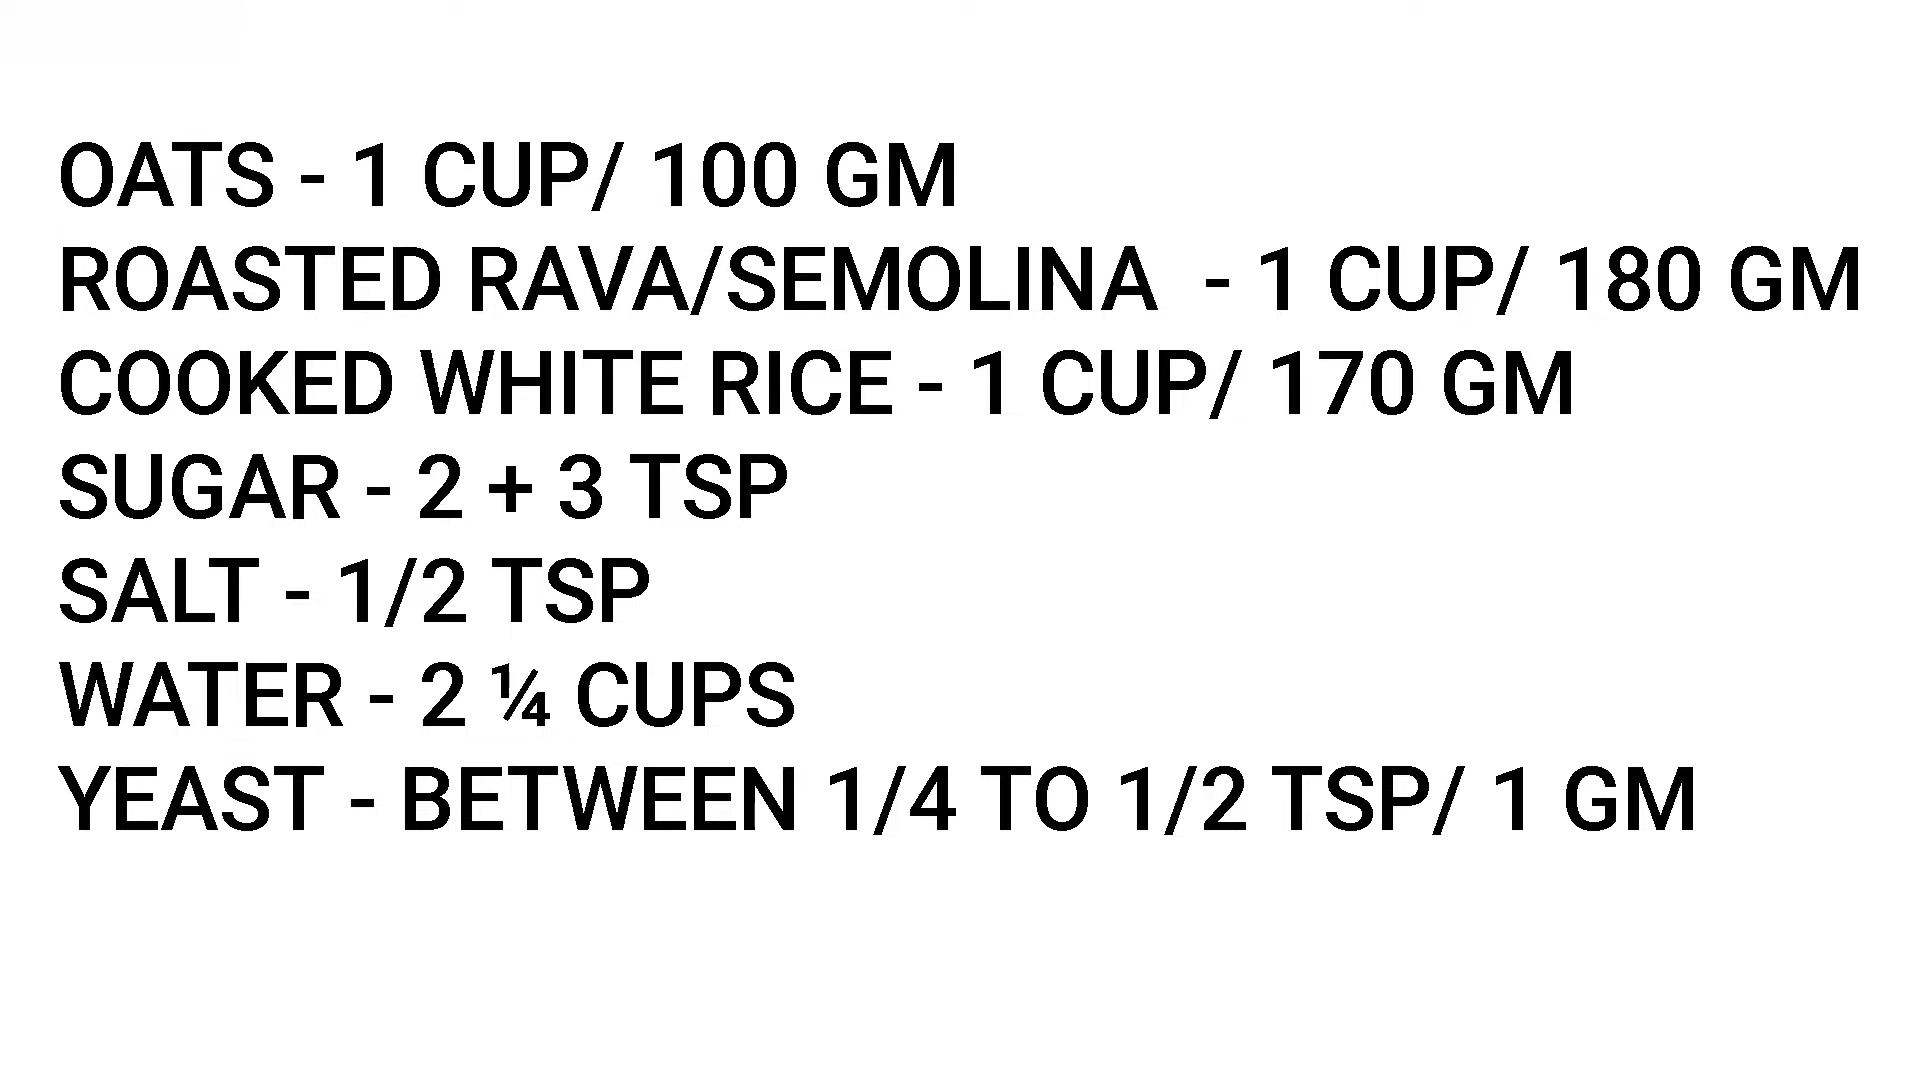 OATS - 1 CUP/ 100 GM
ROASTED RAVA/SEMOLINA - 1 CUP/ 180 GM
COOKED WHITE RICE - 1 CUP/ 170 GM
SUGAR - 2 + 3 TSP
SALT - 1/2 TSP
WATER - 2 ¼ CUPS
YEAST - BETWEEN 1/4 TO 1/2 TSP/ 1 GM